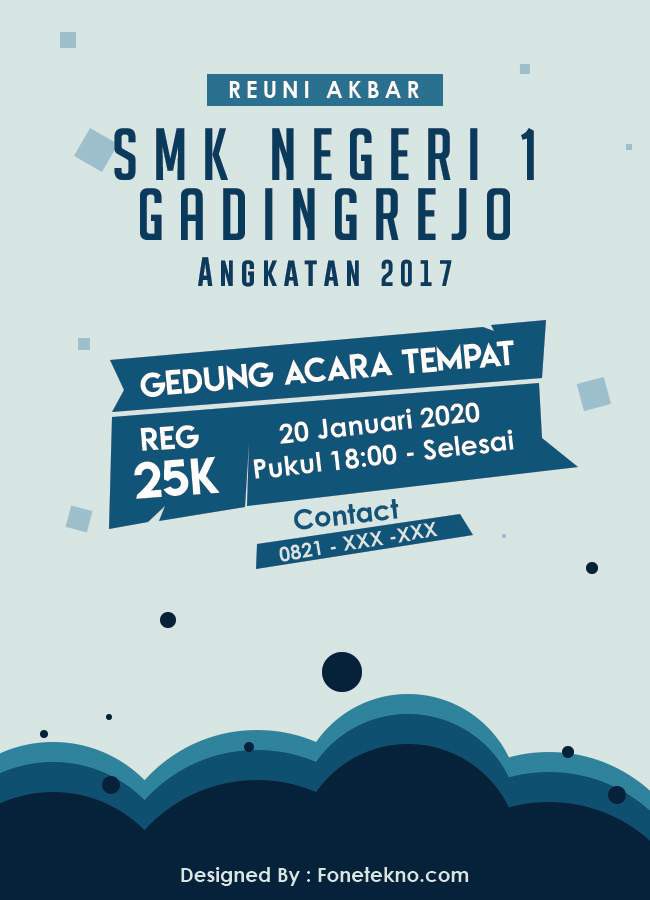 REUNI AKBAR
SMK NEGERI 1
GADINGREJO
ANGKATAN 2017
GEDUNG ACARA TEMPAT
REG
25K
20 Januari 2020
Pukul 18:00 - Selesai
Contact
0821 - XXX -XXX
Designed By : Fonetekno.com